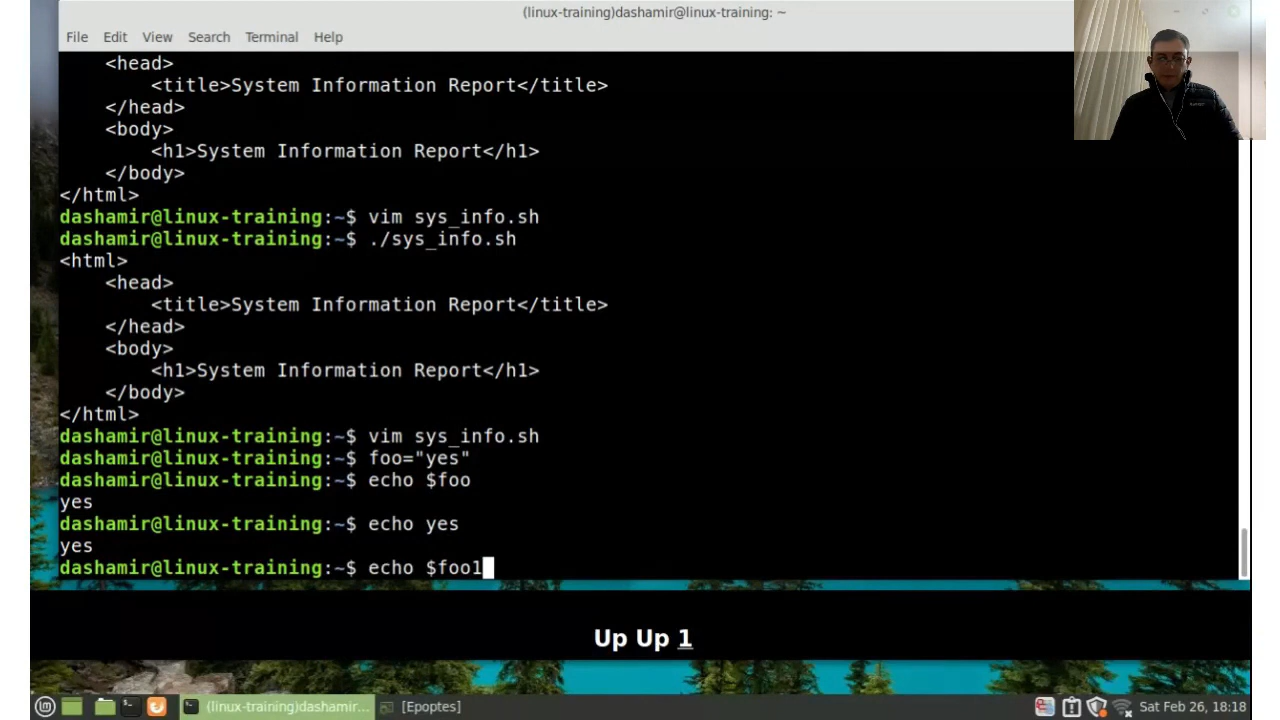 (linux-training)dashamir@linux-training: ~
File Edit View Search Terminal Help
<head>
<title>System Information Report</title>
</head>
<body>
<h1>System Information Report</h1>
</body>
</html>
dashamir@linux-training:~$ vim sys_info.sh
dashamir@linux-training:~$ ./sys_info.sh
<html>
<head>
<title>System Information Report</title>
</head>
<body>
<h1>System Information Report</h1>
</body>
</html>
dashamir@linux-training:~$ vim sys_info.sh
dashamir@linux-training:~$ foo="yes"
dashamir@linux-training:~$ echo $foo
yes
dashamir@linux-training:~$ echo yes
yes
dashamir@linux-training:~$ echo $foo1
Up Up 1
(linux-training)dashamir... [Epoptes] Sat Feb 26, 18:18